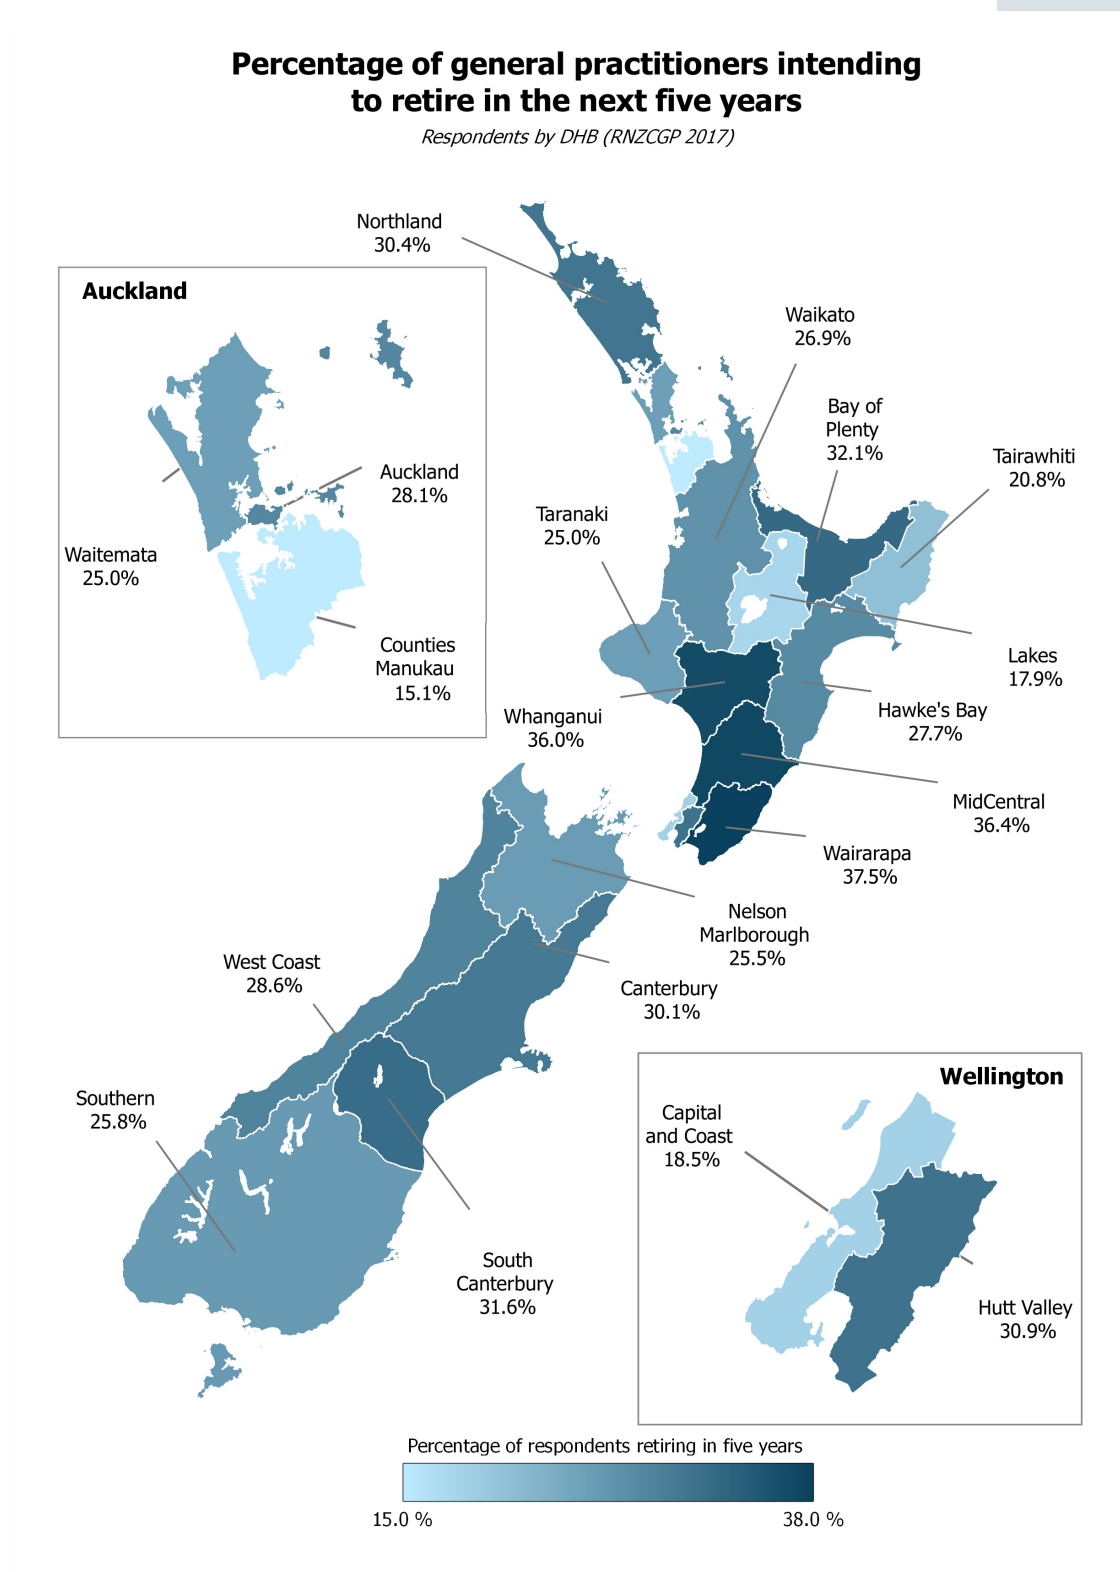 Percentage of general practitioners intending
to retire in the next five years
Respondents by DHB (RNZCGP 2017)
Northland
30.4%
Auckland
Waikato
26.9%
Bay of
Plenty
32.1%
Tairawhiti
20.8%
Auckland
28.1%
Taranaki
25.0%
Waitemata
25.0%
Counties
Manukau
15.1%
Lakes
17.9%
Hawke's Bay
27.7%
Whanganui
36.0%
MidCentral
36.4%
Wairarapa
37.5%
Nelson
Marlborough
25.5%
West Coast
28.6%
Canterbury
30.1%
Wellington
Southern
25.8%
Capital
and Coast
18.5%
South
Canterbury
31.6%
Hutt Valley
30.9%
Percentage of respondents retiring in five years
15.0 %
38.0 %